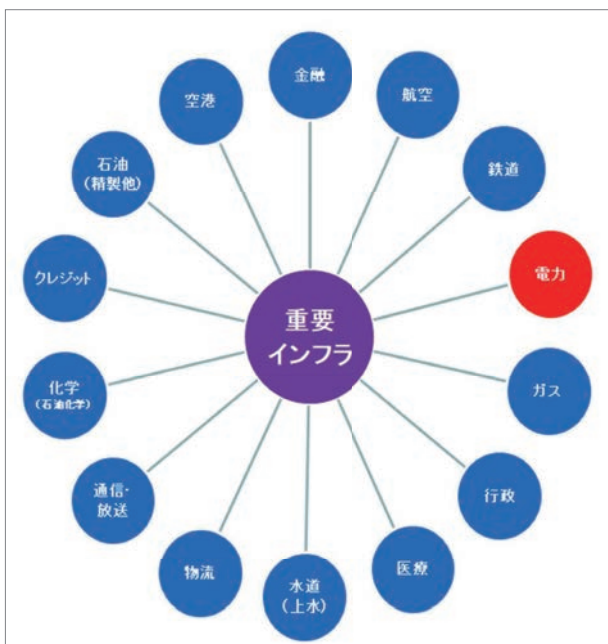 金融
航空
鉄道
電力
ガス
行政
医療
水道
(上水)
物流
通信・
放送
化学
(石油化学)
クレジット
石油
(精製他)
空港
重要
インフラ